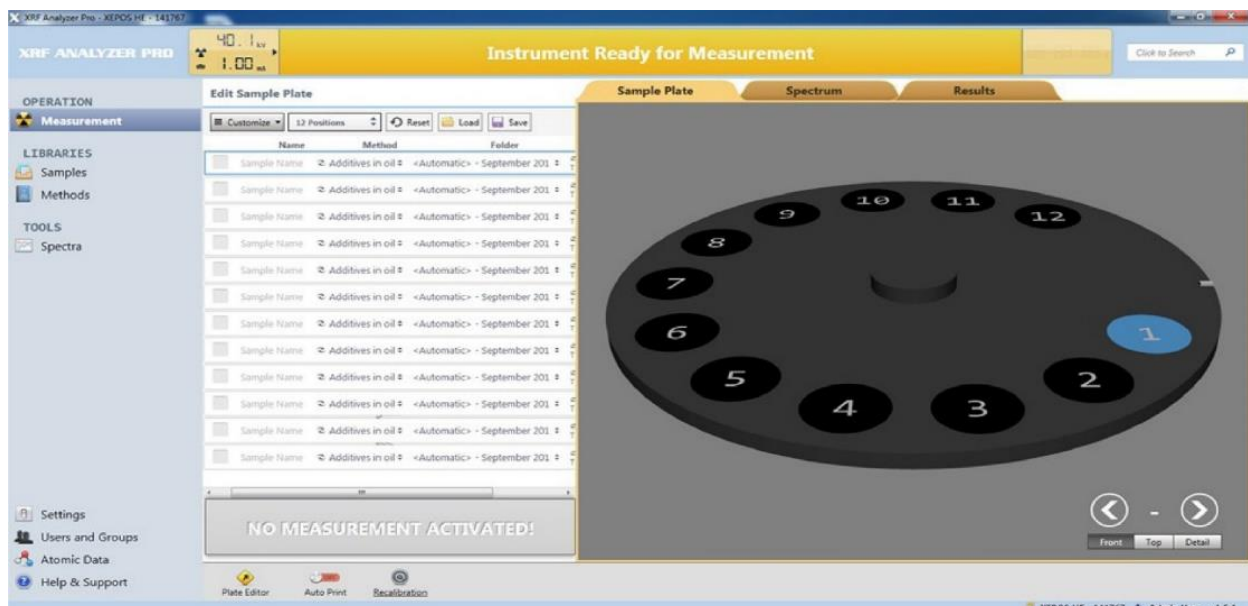 XRF Analyzer Pro - XEPOS HE - 141767
XRF ANALYZER PRO
40.1 kV
1.00 mA
Instrument Ready for Measurement
Click to Search
OPERATION
Measurement
LIBRARIES
Samples
Methods
TOOLS
Spectra
Settings
Users and Groups
Atomic Data
Help & Support
Edit Sample Plate
Customize 12 Positions Reset Load Save
Name Method Folder
Sample Name Additives in oil <Automatic> - September 201
Sample Name Additives in oil <Automatic> - September 201
Sample Name Additives in oil <Automatic> - September 201
Sample Name Additives in oil <Automatic> - September 201
Sample Name Additives in oil <Automatic> - September 201
Sample Name Additives in oil <Automatic> - September 201
Sample Name Additives in oil <Automatic> - September 201
Sample Name Additives in oil <Automatic> - September 201
Sample Name Additives in oil <Automatic> - September 201
Sample Name Additives in oil <Automatic> - September 201
Sample Name Additives in oil <Automatic> - September 201
Sample Name Additives in oil <Automatic> - September 201
NO MEASUREMENT ACTIVATED!
Plate Editor Auto Print Recalibration
Sample Plate Spectrum Results
1
2
3
4
5
6
7
8
9
10
11
12
-
Front Top Detail